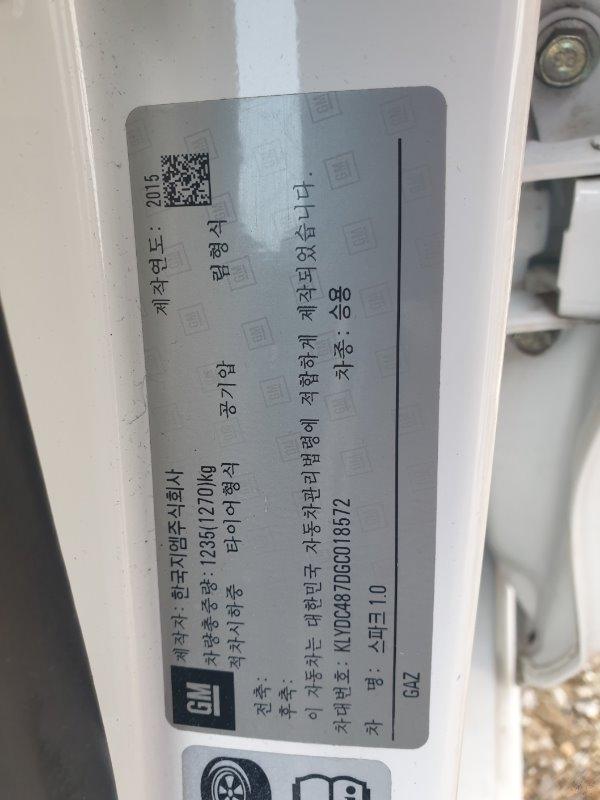 GM
제작자: 한국지엠주식회사 제작연도: 2015
차량총중량: 1235(1270)kg
적차시하중 타이어형식 공기압 림형식
전축:
후축:
이 자동차는 대한민국 자동차관리법령에 적합하게 제작되었습니다.
차대번호: KLYDC487DGC018572 차종: 승용
차 명: 스파크1.0
GAZ